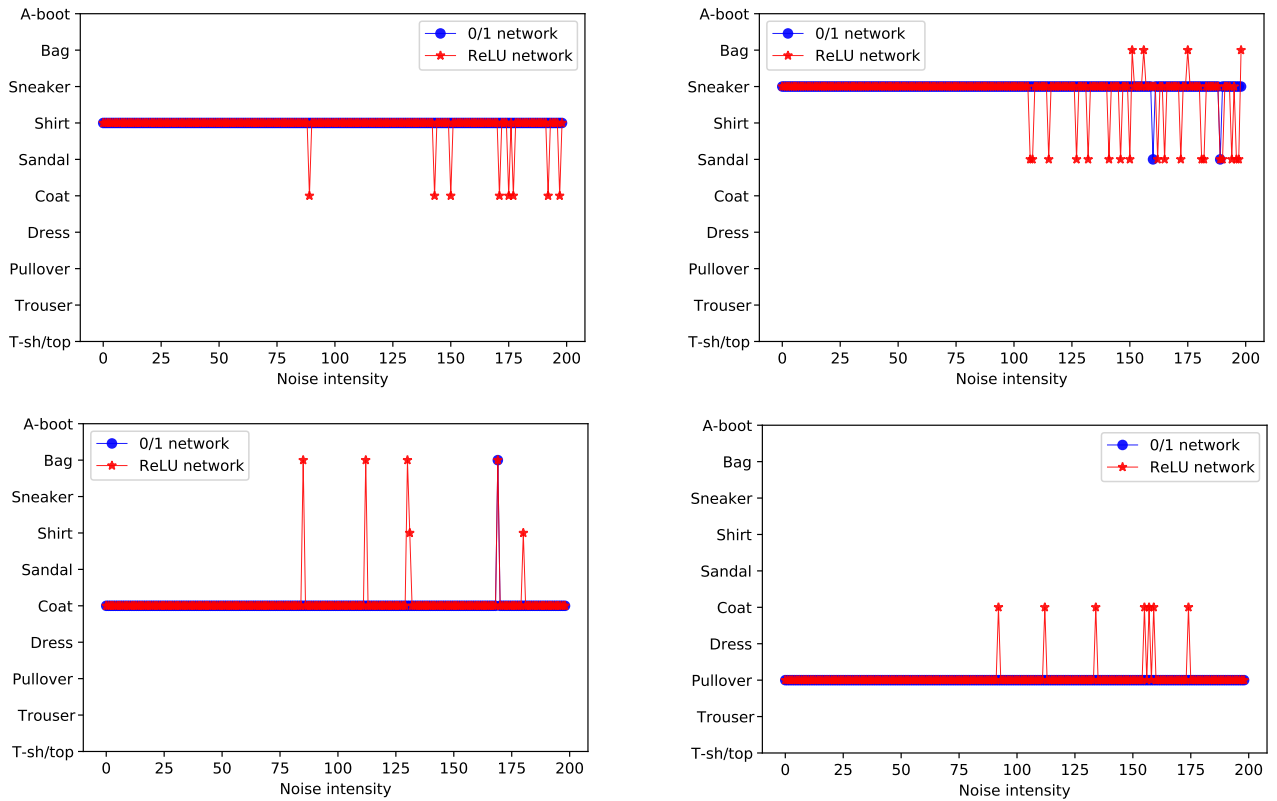 A-boot
Bag
Sneaker
Shirt
Sandal
Coat
Dress
Pullover
Trouser
T-sh/top
0/1 network
ReLU network
0 25 50 75 100 125 150 175 200
Noise intensity
A-boot
Bag
Sneaker
Shirt
Sandal
Coat
Dress
Pullover
Trouser
T-sh/top
0/1 network
ReLU network
0 25 50 75 100 125 150 175 200
Noise intensity
A-boot
Bag
Sneaker
Shirt
Sandal
Coat
Dress
Pullover
Trouser
T-sh/top
0/1 network
ReLU network
0 25 50 75 100 125 150 175 200
Noise intensity
A-boot
Bag
Sneaker
Shirt
Sandal
Coat
Dress
Pullover
Trouser
T-sh/top
0/1 network
ReLU network
0 25 50 75 100 125 150 175 200
Noise intensity